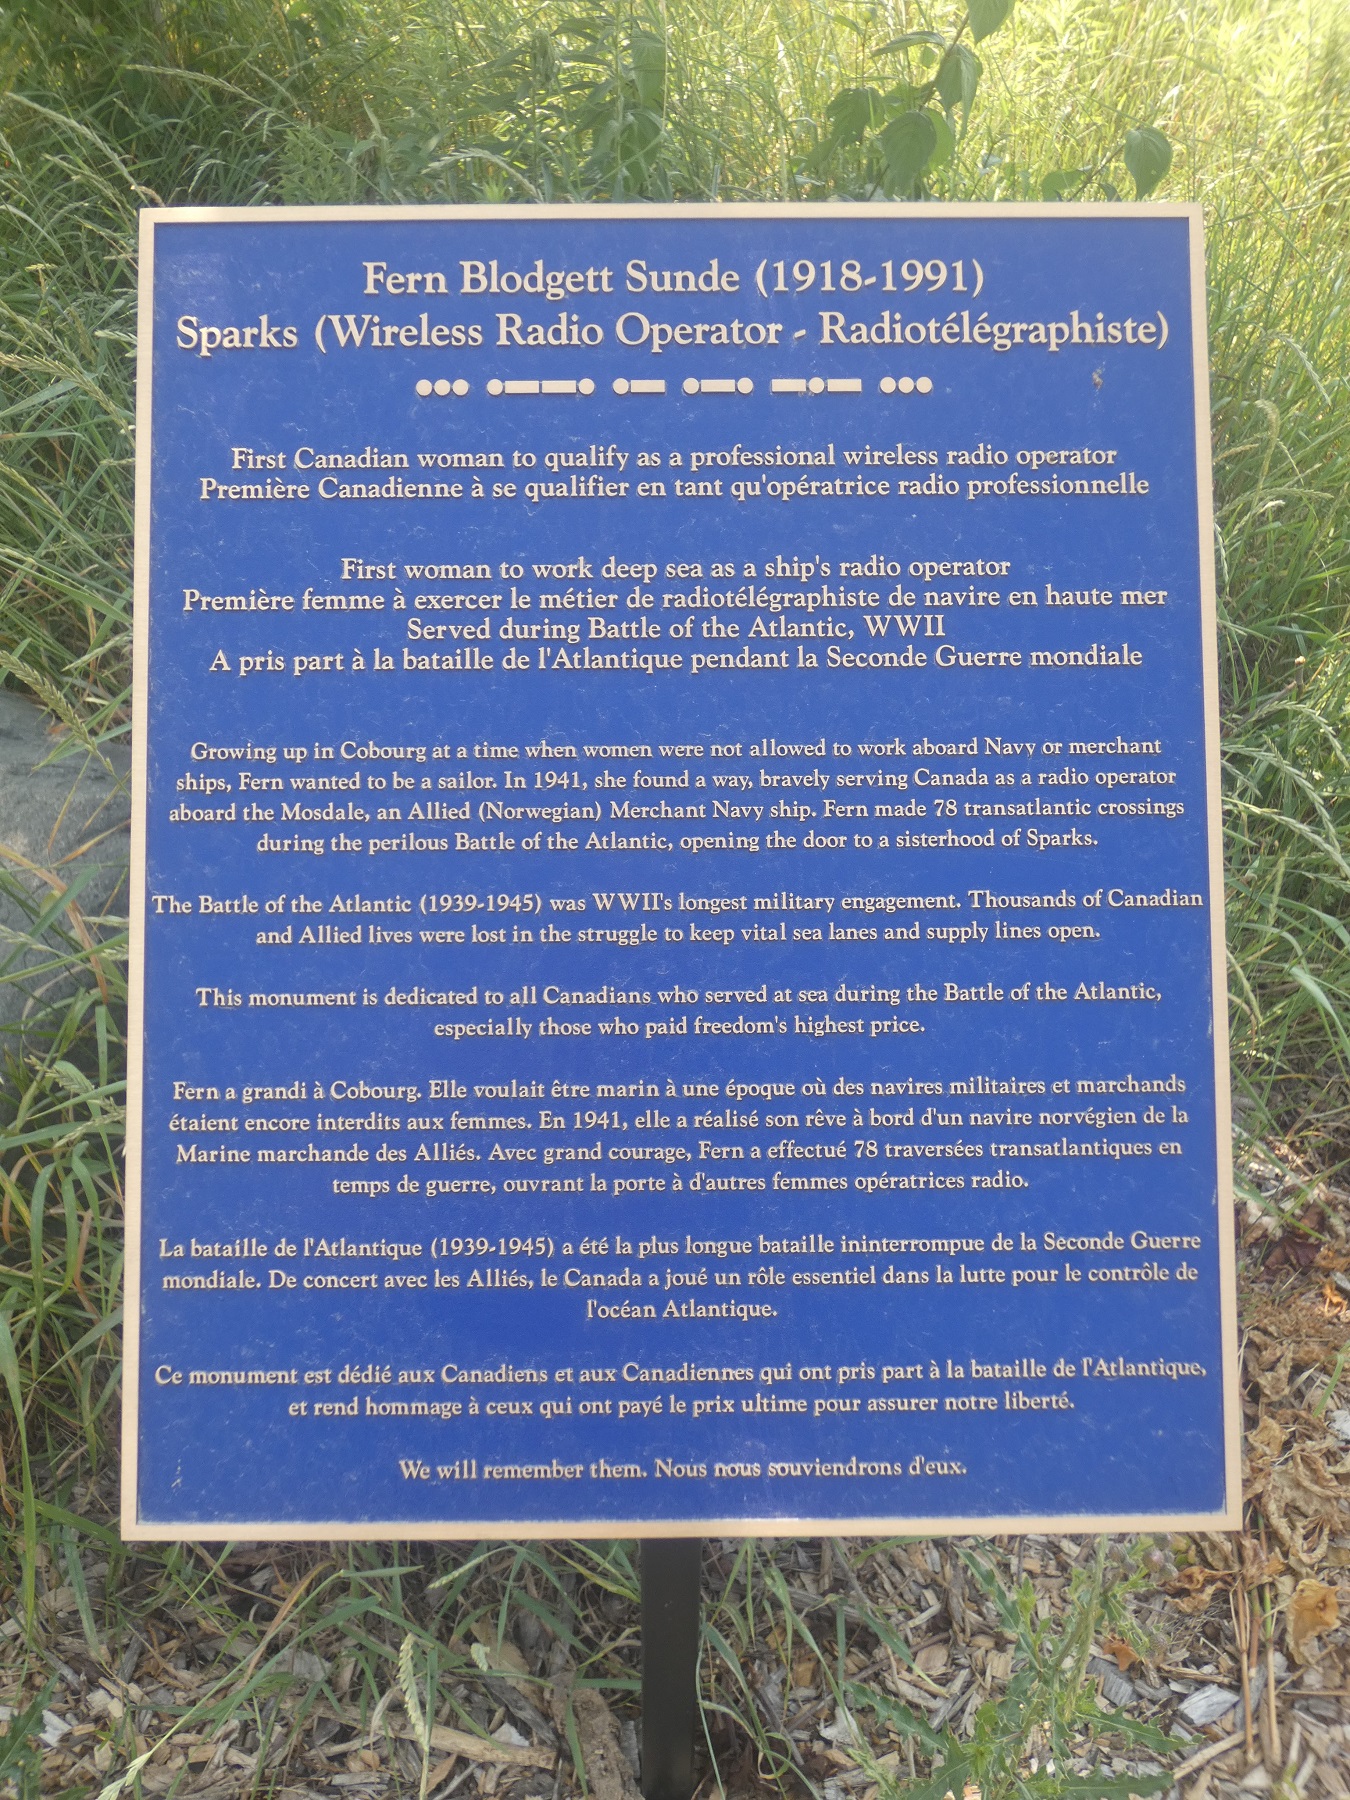 Fern Blodgett Sunde (1918-1991)
Sparks (Wireless Radio Operator - Radiotélégraphiste)
••• •––• •– •–• –•– •••
First Canadian woman to qualify as a professional wireless radio operator
Première Canadienne à se qualifier en tant qu'opératrice radio professionnelle
First woman to work deep sea as a ship's radio operator
Première femme à exercer le métier de radiotélégraphiste de navire en haute mer
Served during Battle of the Atlantic, WWII
A pris part à la bataille de l'Atlantique pendant la Seconde Guerre mondiale
Growing up in Cobourg at a time when women were not allowed to work aboard Navy or merchant
ships, Fern wanted to be a sailor. In 1941, she found a way, bravely serving Canada as a radio operator
aboard the Mosdale, an Allied (Norwegian) Merchant Navy ship. Fern made 78 transatlantic crossings
during the perilous Battle of the Atlantic, opening the door to a sisterhood of Sparks.
The Battle of the Atlantic (1939-1945) was WWII's longest military engagement. Thousands of Canadian
and Allied lives were lost in the struggle to keep vital sea lanes and supply lines open.
This monument is dedicated to all Canadians who served at sea during the Battle of the Atlantic,
especially those who paid freedom's highest price.
Fern a grandi à Cobourg. Elle voulait être marin à une époque où des navires militaires et marchands
étaient encore interdits aux femmes. En 1941, elle a réalisé son rêve à bord d'un navire norvégien de la
Marine marchande des Alliés. Avec grand courage, Fern a effectué 78 traversées transatlantiques en
temps de guerre, ouvrant la porte à d'autres femmes opératrices radio.
La bataille de l'Atlantique (1939-1945) a été la plus longue bataille ininterrompue de la Seconde Guerre
mondiale. De concert avec les Alliés, le Canada a joué un rôle essentiel dans la lutte pour le contrôle de
l'océan Atlantique.
Ce monument est dédié aux Canadiens et aux Canadiennes qui ont pris part à la bataille de l'Atlantique,
et rend hommage à ceux qui ont payé le prix ultime pour assurer notre liberté.
We will remember them. Nous nous souviendrons d'eux.